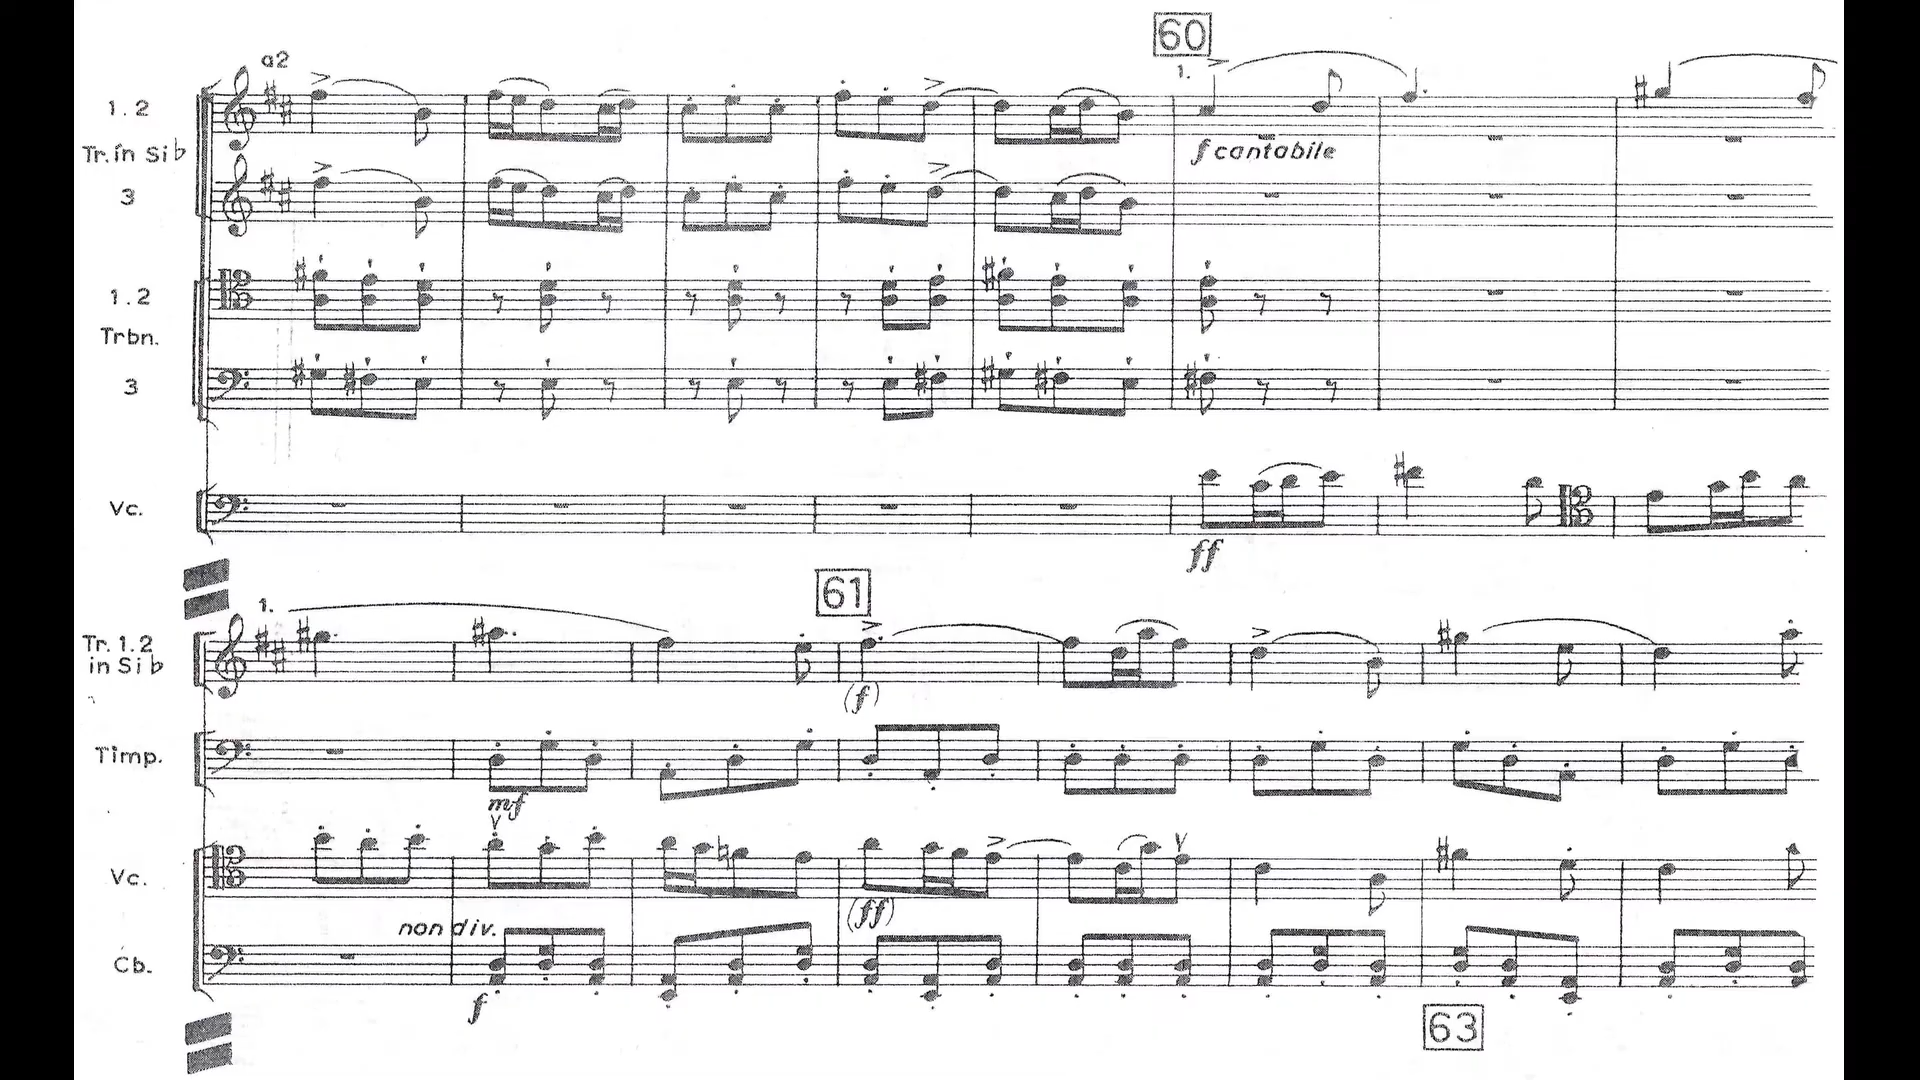 60
a2
1.
1. 2
Tr. in Si♭
f cantabile
3
1. 2
Trbn.
3
Vc.
ff
61
1.
Tr. 1. 2
in Si♭
(f)
Timp.
mf
Vc.
(ff)
non div.
Cb.
f
63